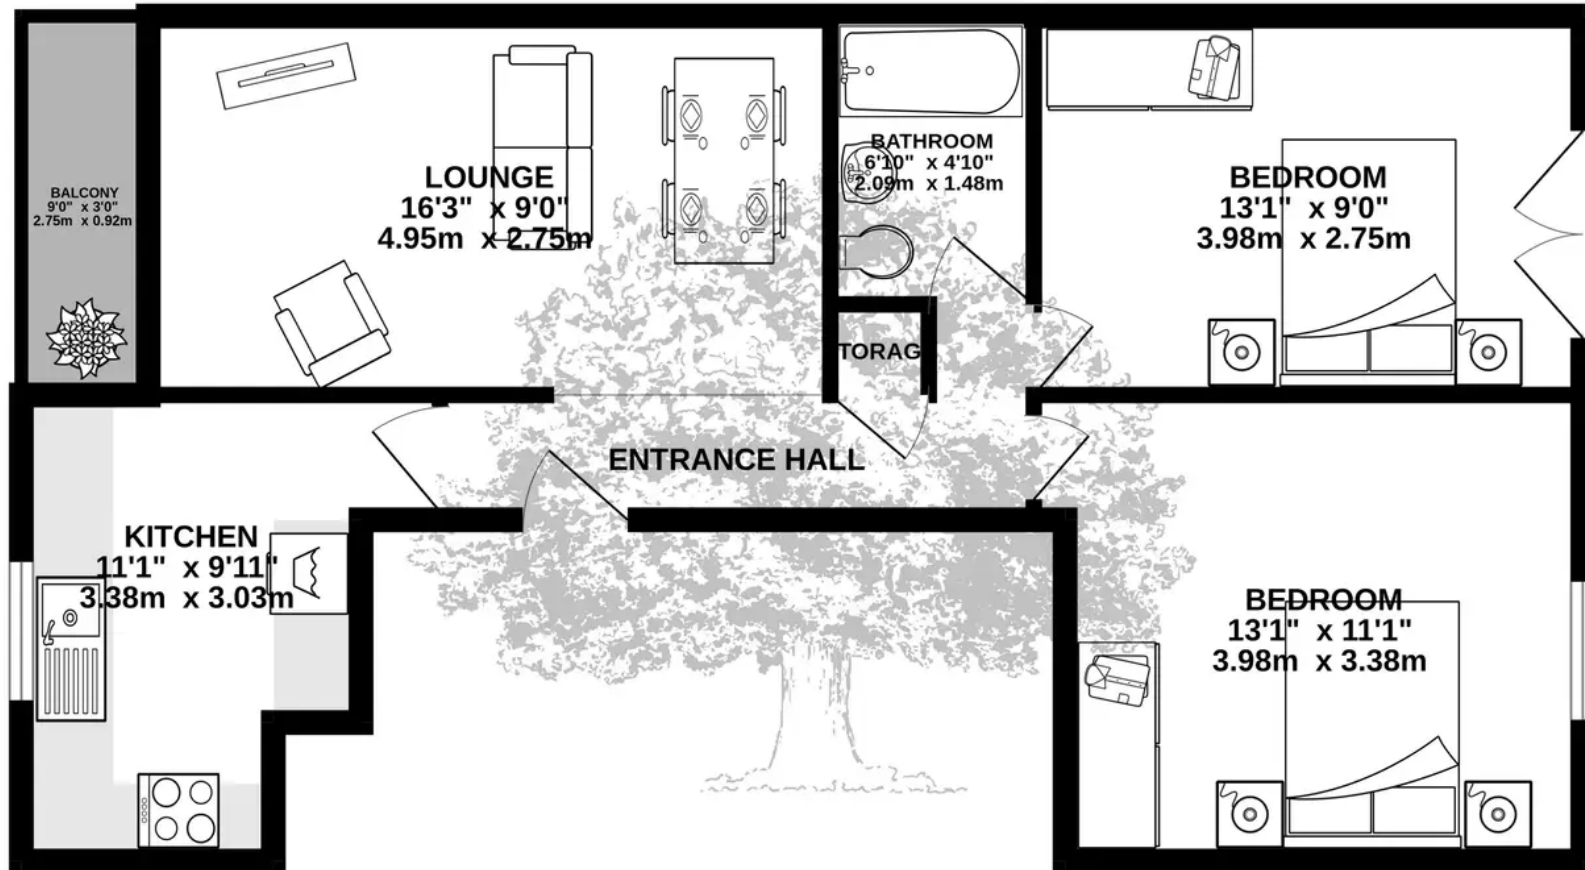 BALCONY
9'0" x 3'0"
2.75m x 0.92m
LOUNGE
16'3" x 9'0"
4.95m x 2.75m
BATHROOM
6'10" x 4'10"
2.09m x 1.48m
BEDROOM
13'1" x 9'0"
3.98m x 2.75m
TORAG
ENTRANCE HALL
KITCHEN
11'1" x 9'11"
3.38m x 3.03m
BEDROOM
13'1" x 11'1"
3.98m x 3.38m